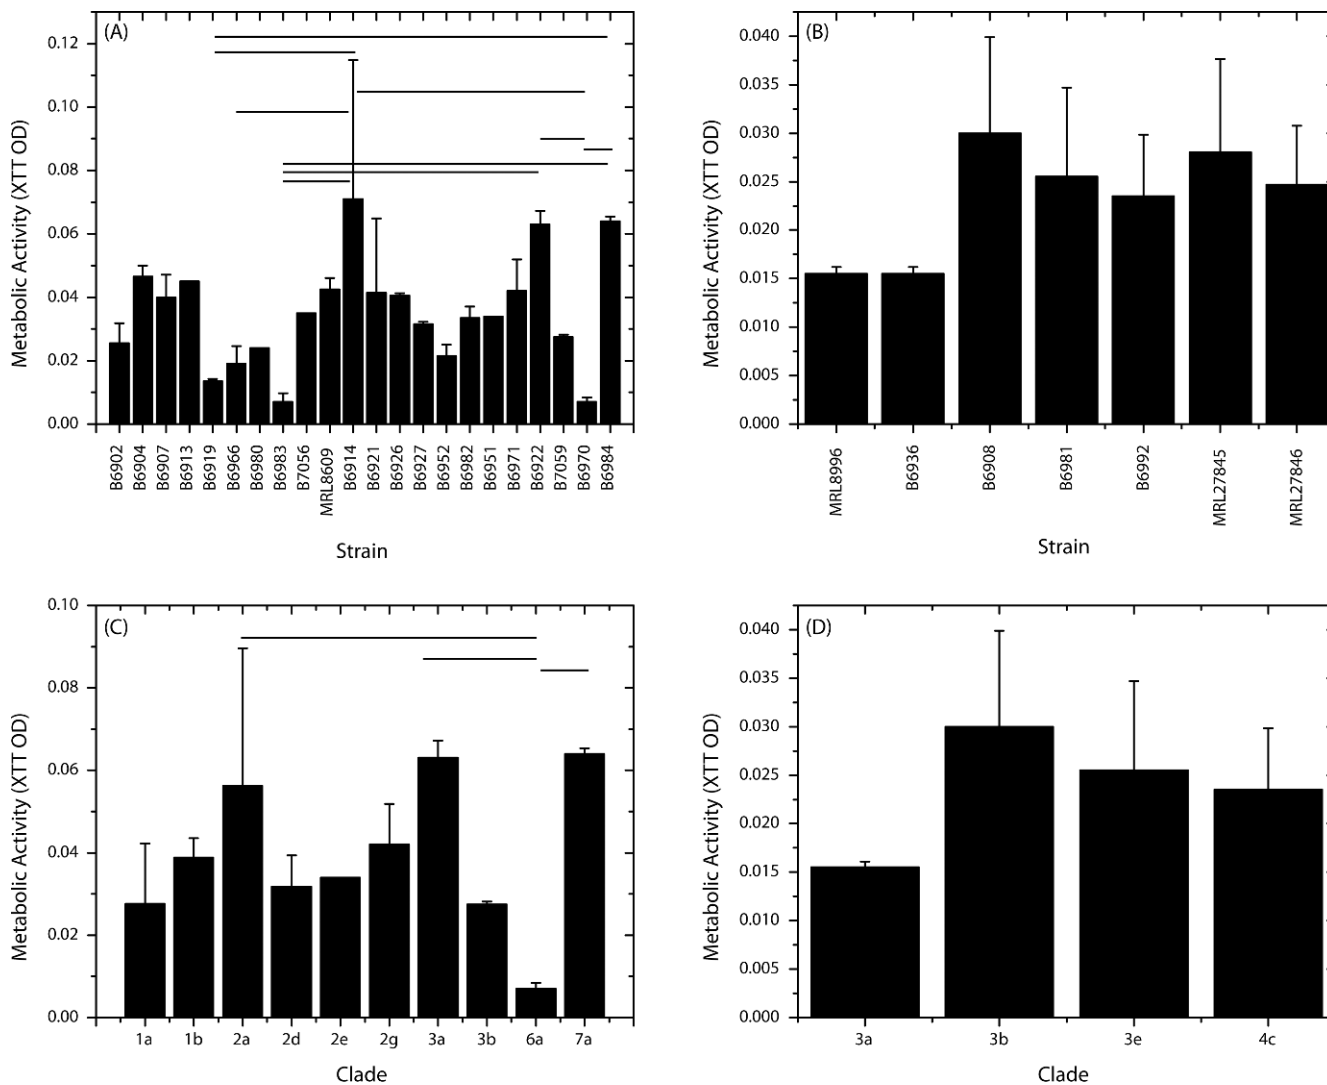 (A)
Metabolic Activity (XTT OD)
0.12
0.10
0.08
0.06
0.04
0.02
0.00
B6902
B6904
B6907
B6913
B6919
B6966
B6980
B6983
B7056
MRL8609
B6914
B6921
B6926
B6927
B6952
B6982
B6951
B6971
B6922
B7059
B6970
B6984
Strain
(B)
Metabolic Activity (XTT OD)
0.040
0.035
0.030
0.025
0.020
0.015
0.010
0.005
0.000
MRL8996
B6936
B6908
B6981
B6992
MRL27845
MRL27846
Strain
(C)
Metabolic Activity (XTT OD)
0.10
0.08
0.06
0.04
0.02
0.00
1a 1b 2a 2d 2e 2g 3a 3b 6a 7a
Clade
(D)
Metabolic Activity (XTT OD)
0.040
0.035
0.030
0.025
0.020
0.015
0.010
0.005
0.000
3a 3b 3e 4c
Clade